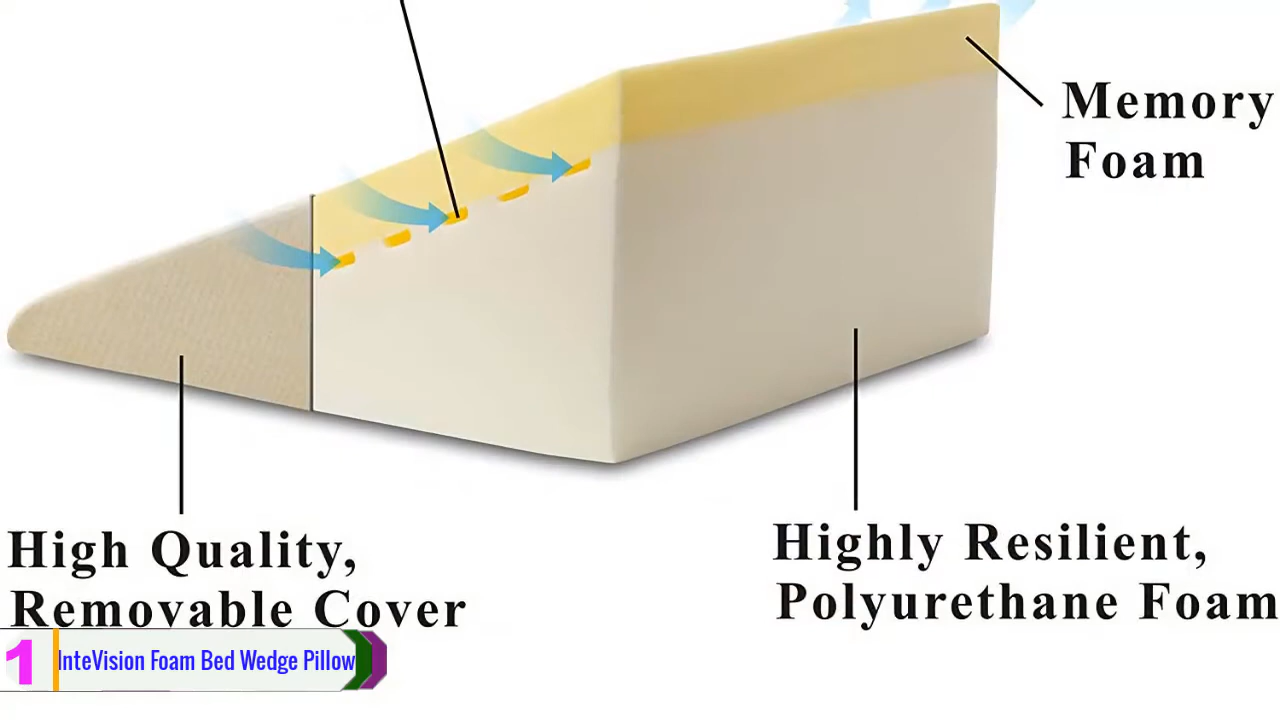 Memory
Foam
High Quality,
Removable Cover
Highly Resilient,
Polyurethane Foam
1
InteVision Foam Bed Wedge Pillow